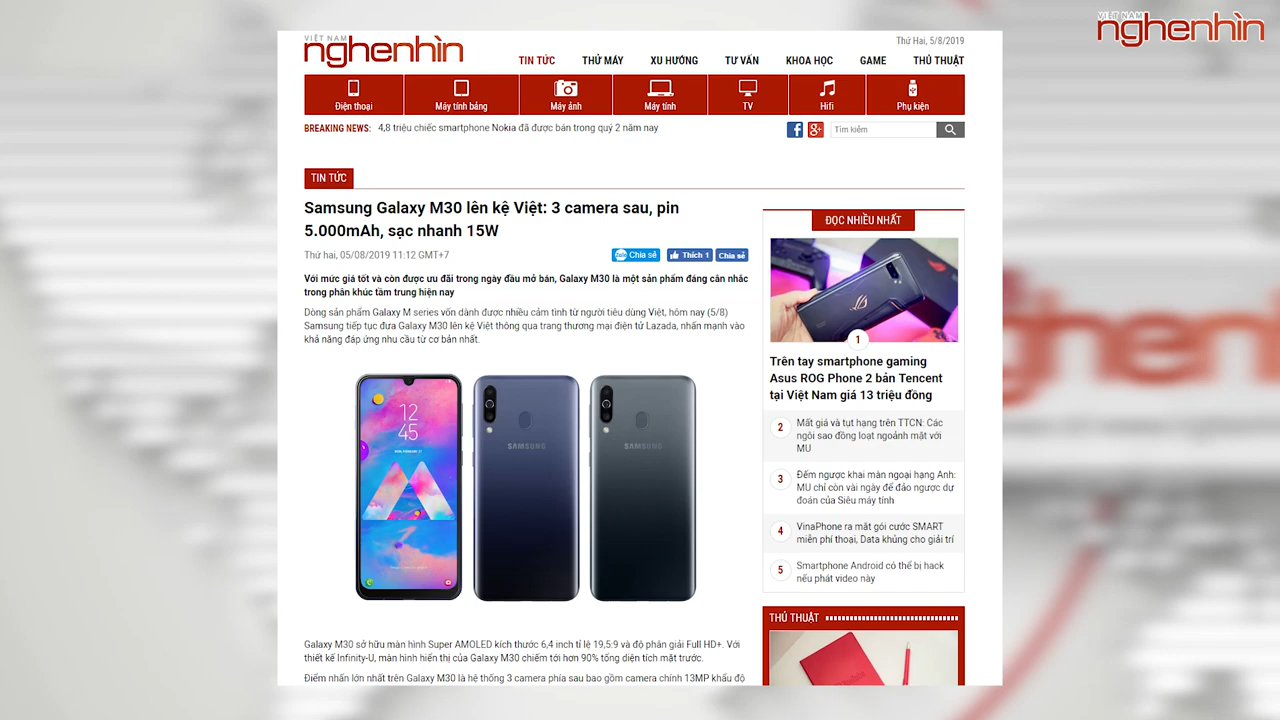 VIỆT NAM
nghenhìn
VIỆT NAM
nghenhìn
Thứ Hai, 5/8/2019
TIN TỨC THỬ MÁY XU HƯỚNG TƯ VẤN KHOA HỌC GAME THỦ THUẬT
Điện thoại Máy tính bảng Máy ảnh Máy tính TV Hifi Phụ kiện
BREAKING NEWS: 4,8 triệu chiếc smartphone Nokia đã được bán trong quý 2 năm nay
Tìm kiếm
TIN TỨC
Samsung Galaxy M30 lên kệ Việt: 3 camera sau, pin
5.000mAh, sạc nhanh 15W
Thứ hai, 05/08/2019 11:12 GMT+7
Zalo Chia sẻ Thích 1 Chia sẻ
Với mức giá tốt và còn được ưu đãi trong ngày đầu mở bán, Galaxy M30 là một sản phẩm đáng cân nhắc
trong phân khúc tầm trung hiện nay
Dòng sản phẩm Galaxy M series vốn dành được nhiều cảm tình từ người tiêu dùng Việt, hôm nay (5/8)
Samsung tiếp tục đưa Galaxy M30 lên kệ Việt thông qua trang thương mại điện tử Lazada, nhấn mạnh vào
khả năng đáp ứng nhu cầu từ cơ bản nhất.
12
45
SAMSUNG
SAMSUNG
Galaxy M30 sở hữu màn hình Super AMOLED kích thước 6,4 inch tỉ lệ 19,5:9 và độ phân giải Full HD+. Với
thiết kế Infinity-U, màn hình hiển thị của Galaxy M30 chiếm tới hơn 90% tổng diện tích mặt trước.
Điểm nhấn lớn nhất trên Galaxy M30 là hệ thống 3 camera phía sau bao gồm camera chính 13MP khẩu độ
ĐỌC NHIỀU NHẤT
1
Trên tay smartphone gaming
Asus ROG Phone 2 bản Tencent
tại Việt Nam giá 13 triệu đồng
2 Mất giá và tụt hạng trên TTCN: Các
ngôi sao đồng loạt ngoảnh mặt với
MU
3 Đếm ngược khai màn ngoại hạng Anh:
MU chỉ còn vài ngày để đảo ngược dự
đoán của Siêu máy tính
4 VinaPhone ra mắt gói cước SMART
miễn phí thoại, Data khủng cho giải trí
5 Smartphone Android có thể bị hack
nếu phát video này
THỦ THUẬT